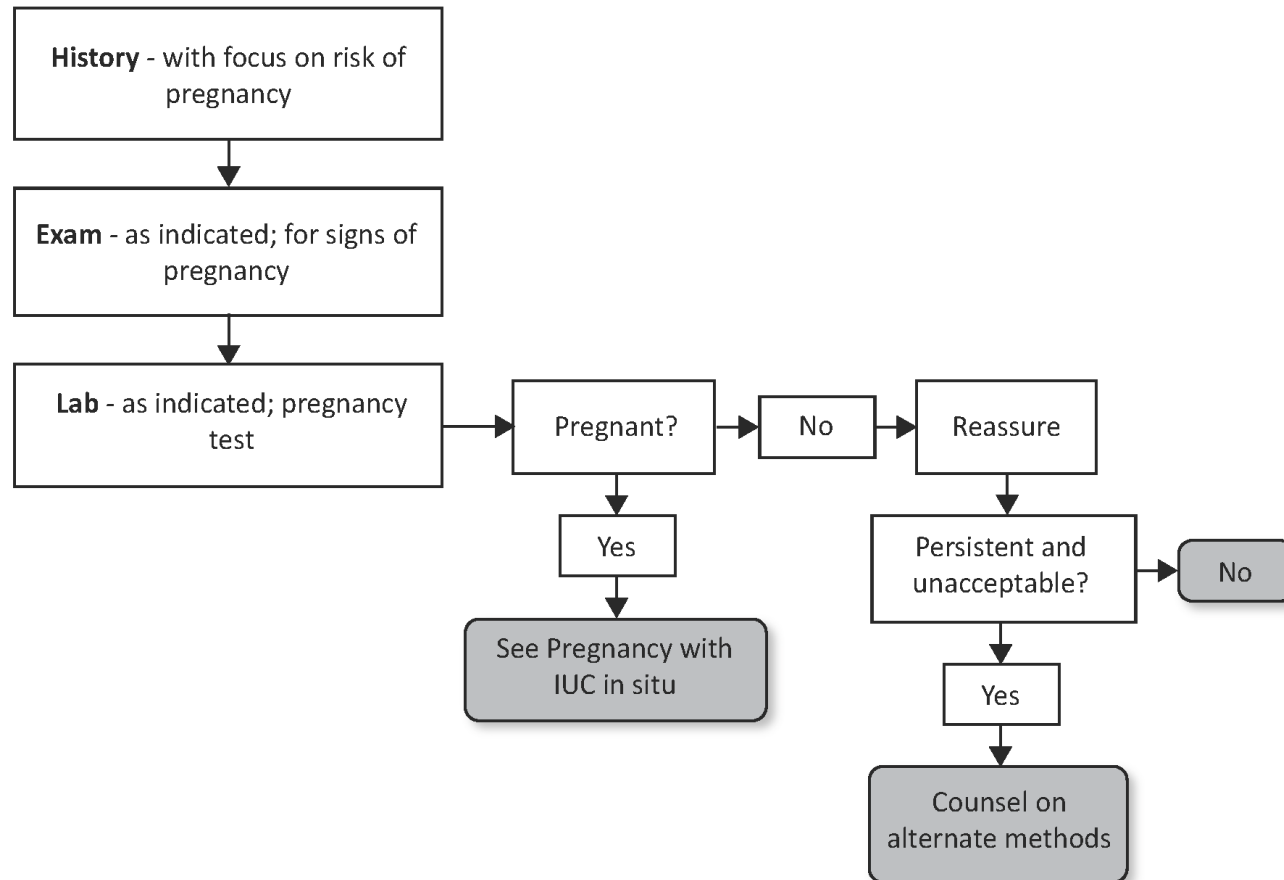 History - with focus on risk of
pregnancy
Exam - as indicated; for signs of
pregnancy
Lab - as indicated; pregnancy
test
Pregnant?
No
Reassure
Yes
Persistent and
unacceptable?
No
See Pregnancy with
IUC in situ
Yes
Counsel on
alternate methods